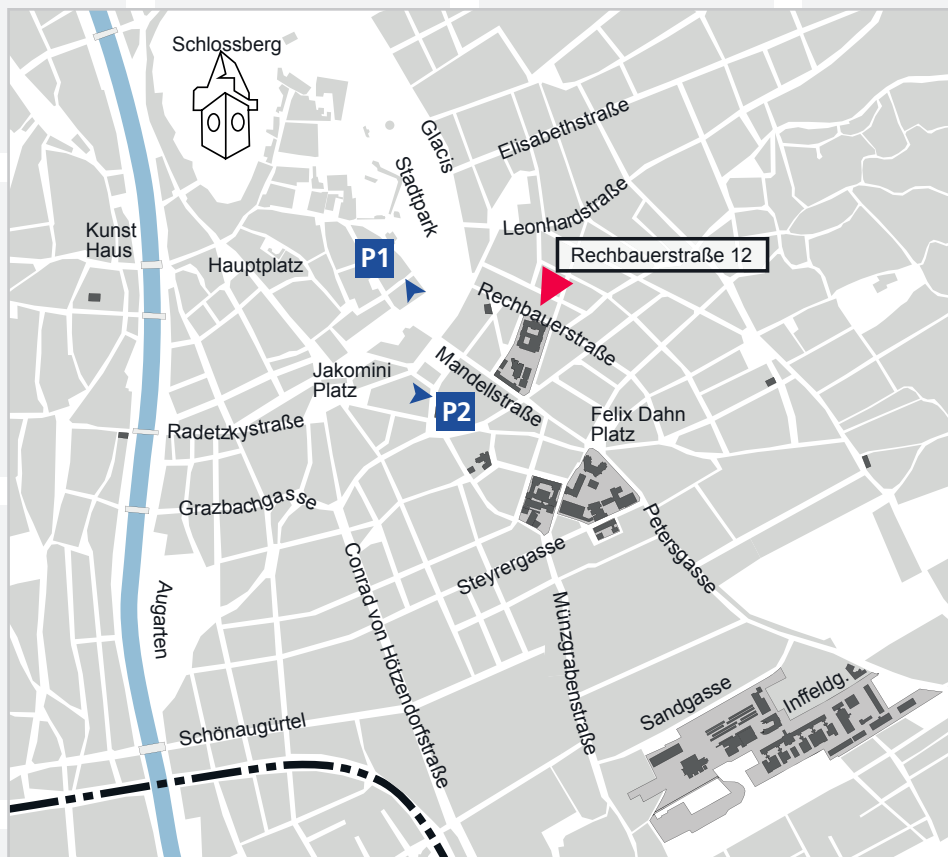 Schlossberg
Glacis
Elisabethstraße
Stadtpark
Leonhardstraße
Kunst
Haus
Hauptplatz
P1
Rechbauerstraße 12
Rechbauerstraße
Jakomini
Platz
Mandellstraße
P2
Felix Dahn
Platz
Radetzkystraße
Grazbachgasse
Petersgasse
Steyrergasse
Conrad von Hötzendorfstraße
Augarten
Münzgrabenstraße
Sandgasse
Inffeldg.
Schönaugürtel